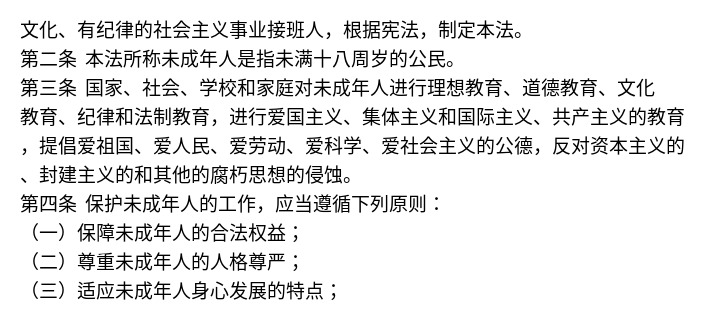 文化、有纪律的社会主义事业接班人，根据宪法，制定本法。
第二条 本法所称未成年人是指未满十八周岁的公民。
第三条 国家、社会、学校和家庭对未成年人进行理想教育、道德教育、文化
教育、纪律和法制教育，进行爱国主义、集体主义和国际主义、共产主义的教育
，提倡爱祖国、爱人民、爱劳动、爱科学、爱社会主义的公德，反对资本主义的
、封建主义的和其他的腐朽思想的侵蚀。
第四条 保护未成年人的工作，应当遵循下列原则：
（一）保障未成年人的合法权益；
（二）尊重未成年人的人格尊严；
（三）适应未成年人身心发展的特点；